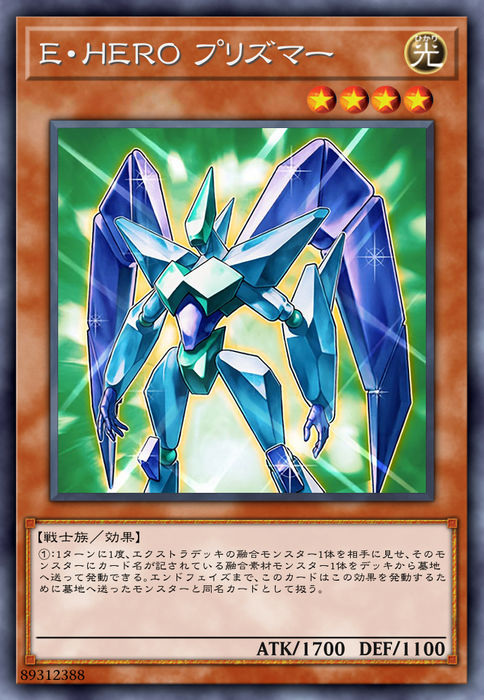 E・HERO プリズマー
ひかり
光
【戦士族／効果】
①：1ターンに1度、エクストラデッキの融合モンスター1体を相手に見せ、そのモ
ンスターにカード名が記されている融合素材モンスター1体をデッキから墓地
へ送って発動できる。エンドフェイズまで、このカードはこの効果を発動するため
に墓地へ送ったモンスターと同名カードとして扱う。
ATK/1700 DEF/1100
89312388